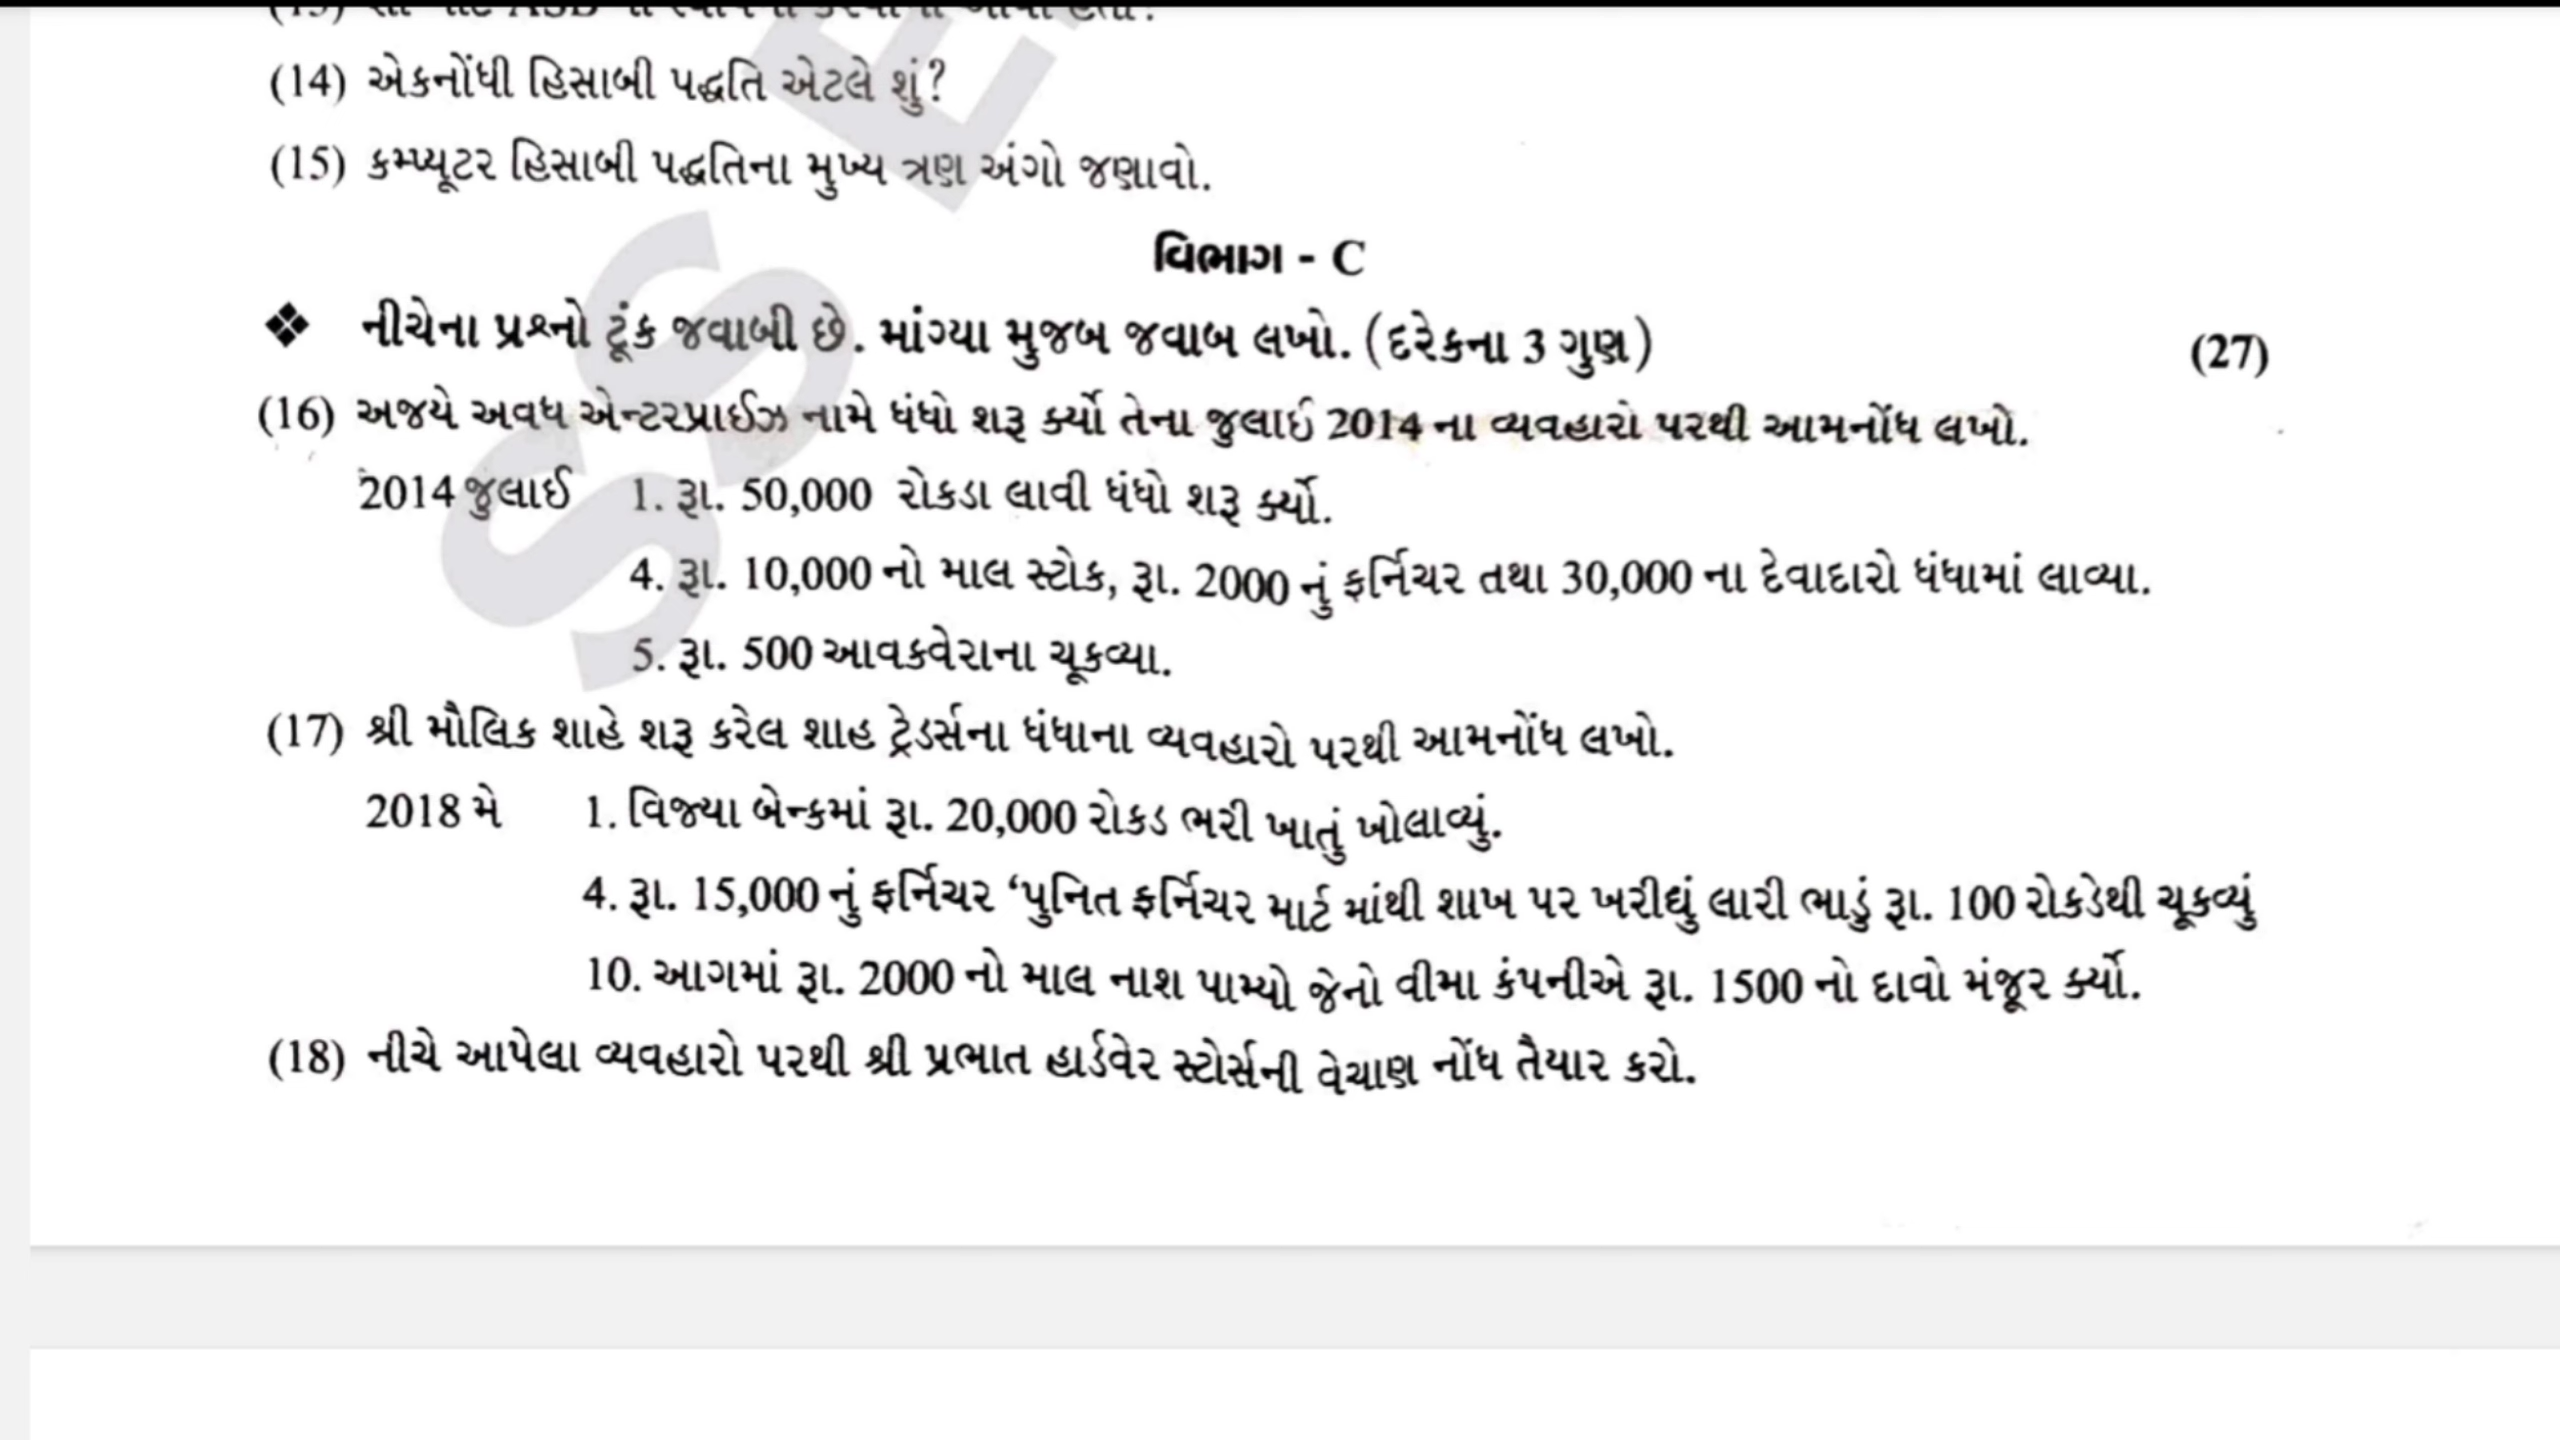 (14) એકનોંધી હિસાબી પદ્ધતિ એટલે શું?
(15) કમ્પ્યૂટર હિસાબી પદ્ધતિના મુખ્ય ત્રણ અંગો જણાવો.
વિભાગ - C
❖ નીચેના પ્રશ્નો ટૂંક જવાબી છે. માંગ્યા મુજબ જવાબ લખો. (દરેકના 3 ગુણ) (27)
(16) અજયે અવધ એન્ટરપ્રાઈઝ નામે ધંધો શરૂ ર્ક્યો તેના જુલાઈ 2014 ના વ્યવહારો પરથી આમનોંધ લખો.
2014 જુલાઈ 1. રૂા. 50,000 રોકડા લાવી ધંધો શરૂ ર્ક્યો.
4. રૂા. 10,000 નો માલ સ્ટોક, રૂા. 2000 નું ફર્નિચર તથા 30,000 ના દેવાદારો ધંધામાં લાવ્યા.
5. રૂા. 500 આવકવેરાના ચૂકવ્યા.
(17) શ્રી મૌલિક શાહે શરૂ કરેલ શાહ ટ્રેડર્સના ધંધાના વ્યવહારો પરથી આમનોંધ લખો.
2018 મે 1. વિજ્યા બેન્કમાં રૂા. 20,000 રોકડ ભરી ખાતું ખોલાવ્યું.
4. રૂા. 15,000 નું ફર્નિચર ‘પુનિત ફર્નિચર માર્ટ માંથી શાખ પર ખરીદ્યું લારી ભાડું રૂા. 100 રોકડેથી ચૂકવ્યું
10. આગમાં રૂા. 2000 નો માલ નાશ પામ્યો જેનો વીમા કંપનીએ રૂા. 1500 નો દાવો મંજૂર ર્ક્યો.
(18) નીચે આપેલા વ્યવહારો પરથી શ્રી પ્રભાત હાર્ડવેર સ્ટોર્સની વેચાણ નોંધ તૈયાર કરો.